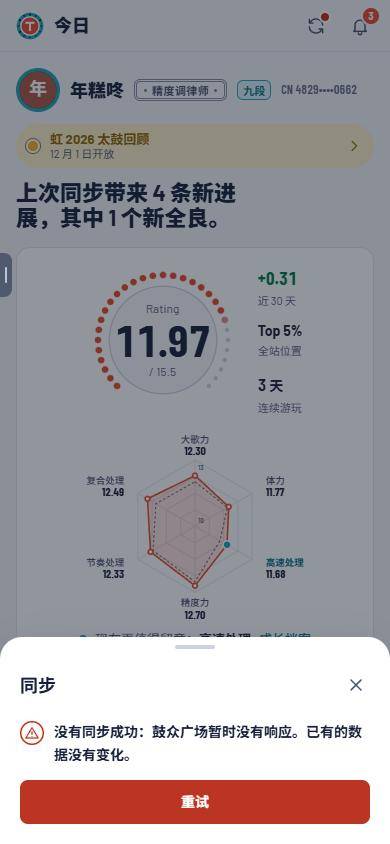 今日
3
年
年糕咚
· 精度调律师 ·
九段
CN 4829••••0662
虹 2026 太鼓回顾
12 月 1 日开放
上次同步带来 4 条新进
展，其中 1 个新全良。
Rating
11.97
/ 15.5
+0.31
近 30 天
Top 5%
全站位置
3 天
连续游玩
大歌力
12.30
13
复合处理
12.49
体力
11.77
10
节奏处理
12.33
高速处理
11.68
精度力
12.70
同步
没有同步成功：鼓众广场暂时没有响应。已有的数
据没有变化。
重试